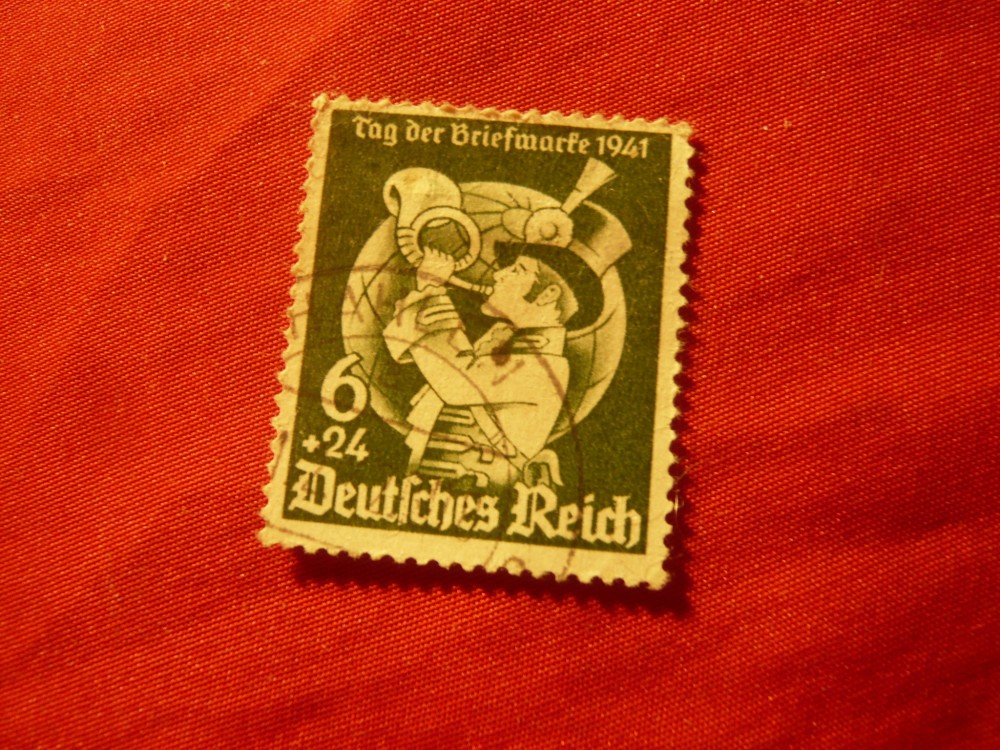 Tag der Briefmarke 1941
6
+24
Deutsches Reich